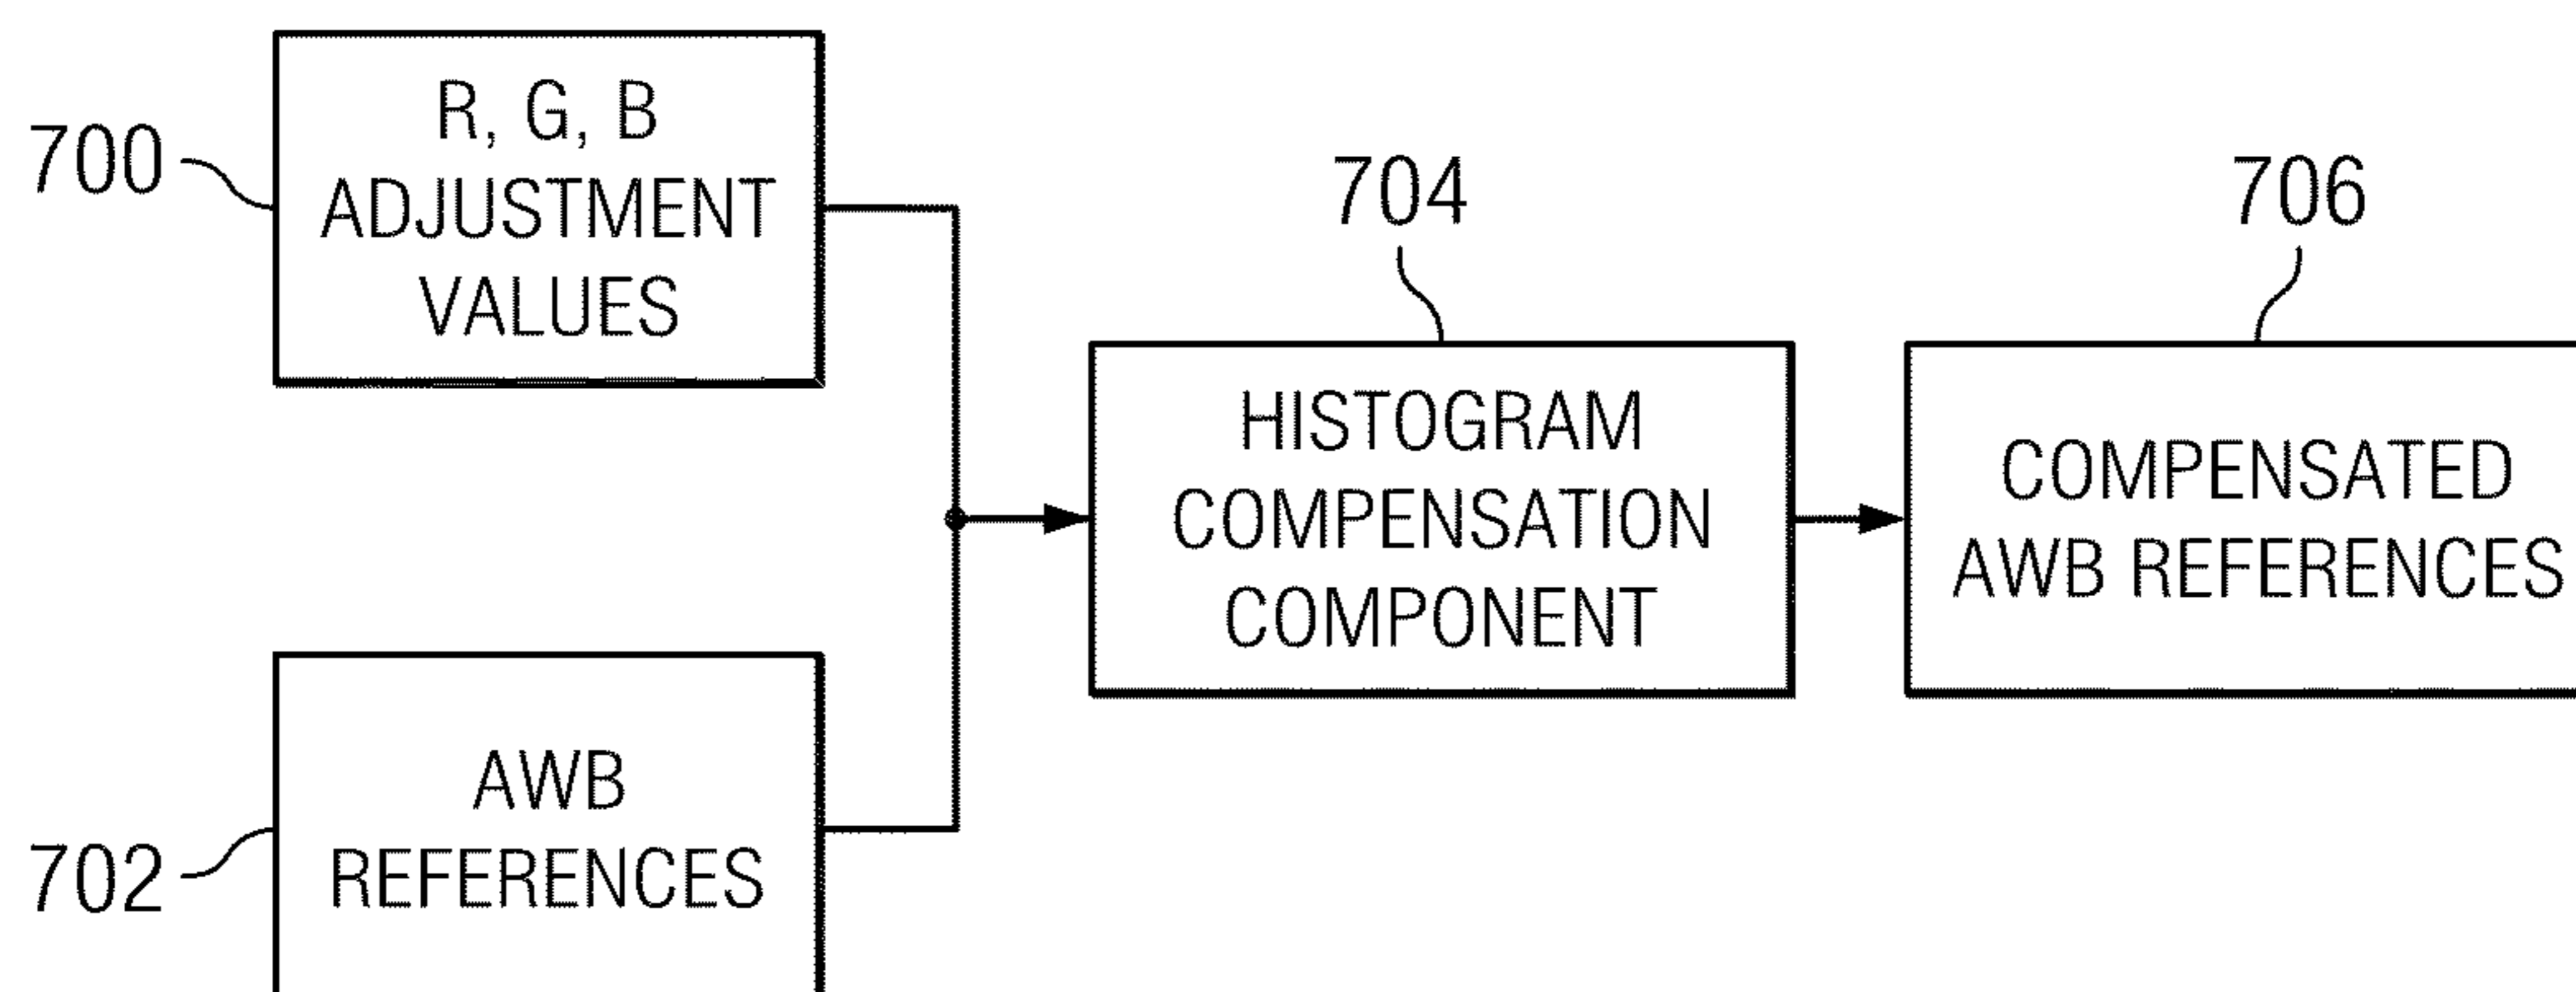 700
R, G, B
ADJUSTMENT
VALUES
702
AWB
REFERENCES
704
HISTOGRAM
COMPENSATION
COMPONENT
706
COMPENSATED
AWB REFERENCES